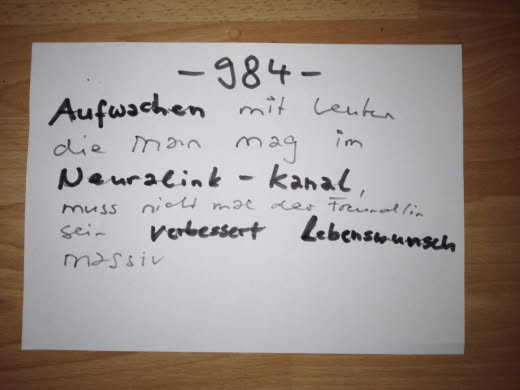 - 984 -
Aufwachen mit Leuten
die man mag im
Neuralink - Kanal,
muss nicht mal der Freund/in
sein verbessert Lebenswunsch
massiv